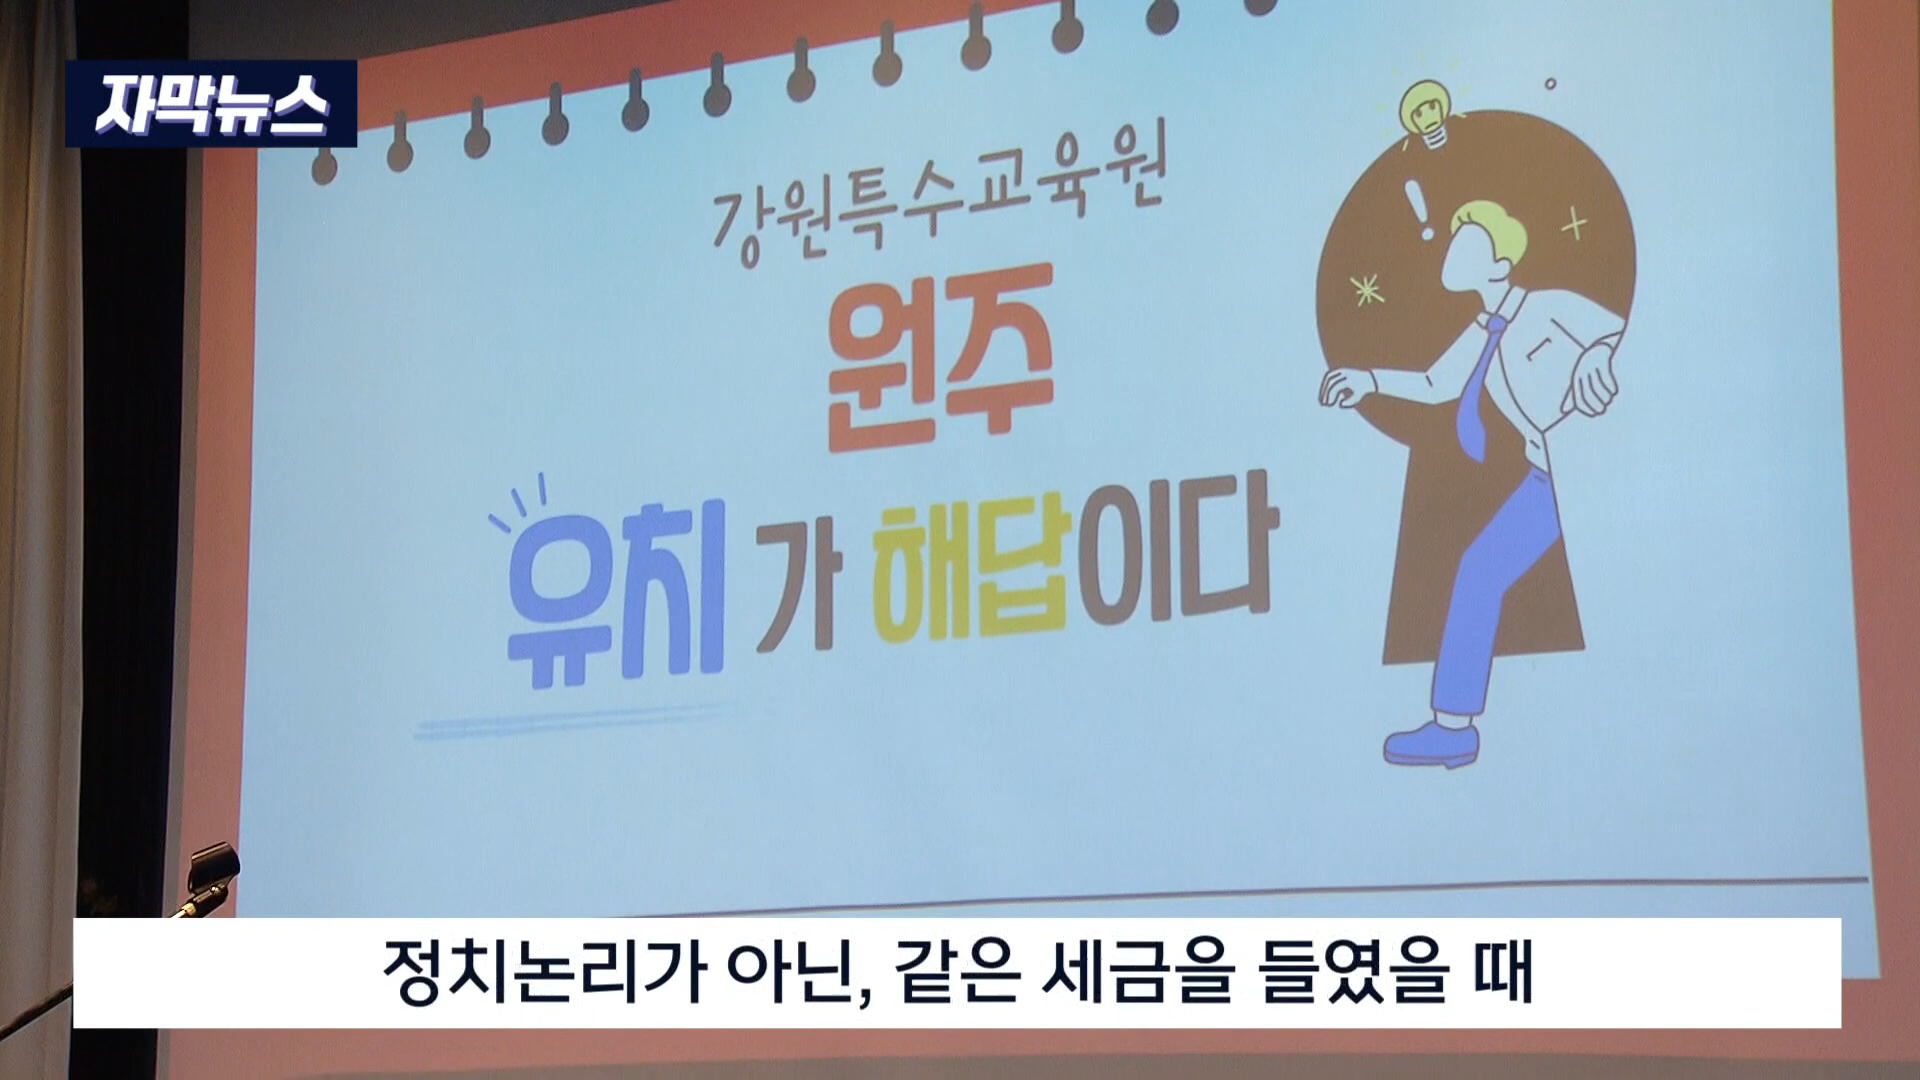 자막뉴스
강원특수교육원
원주
유치가 해답이다
정치논리가 아닌, 같은 세금을 들였을 때